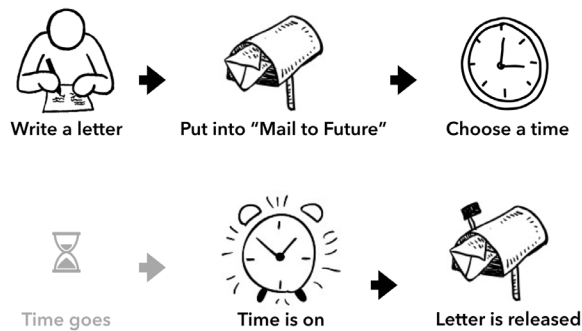 Write a letter
Put into “Mail to Future”
Choose a time
Time goes
Time is on
Letter is released